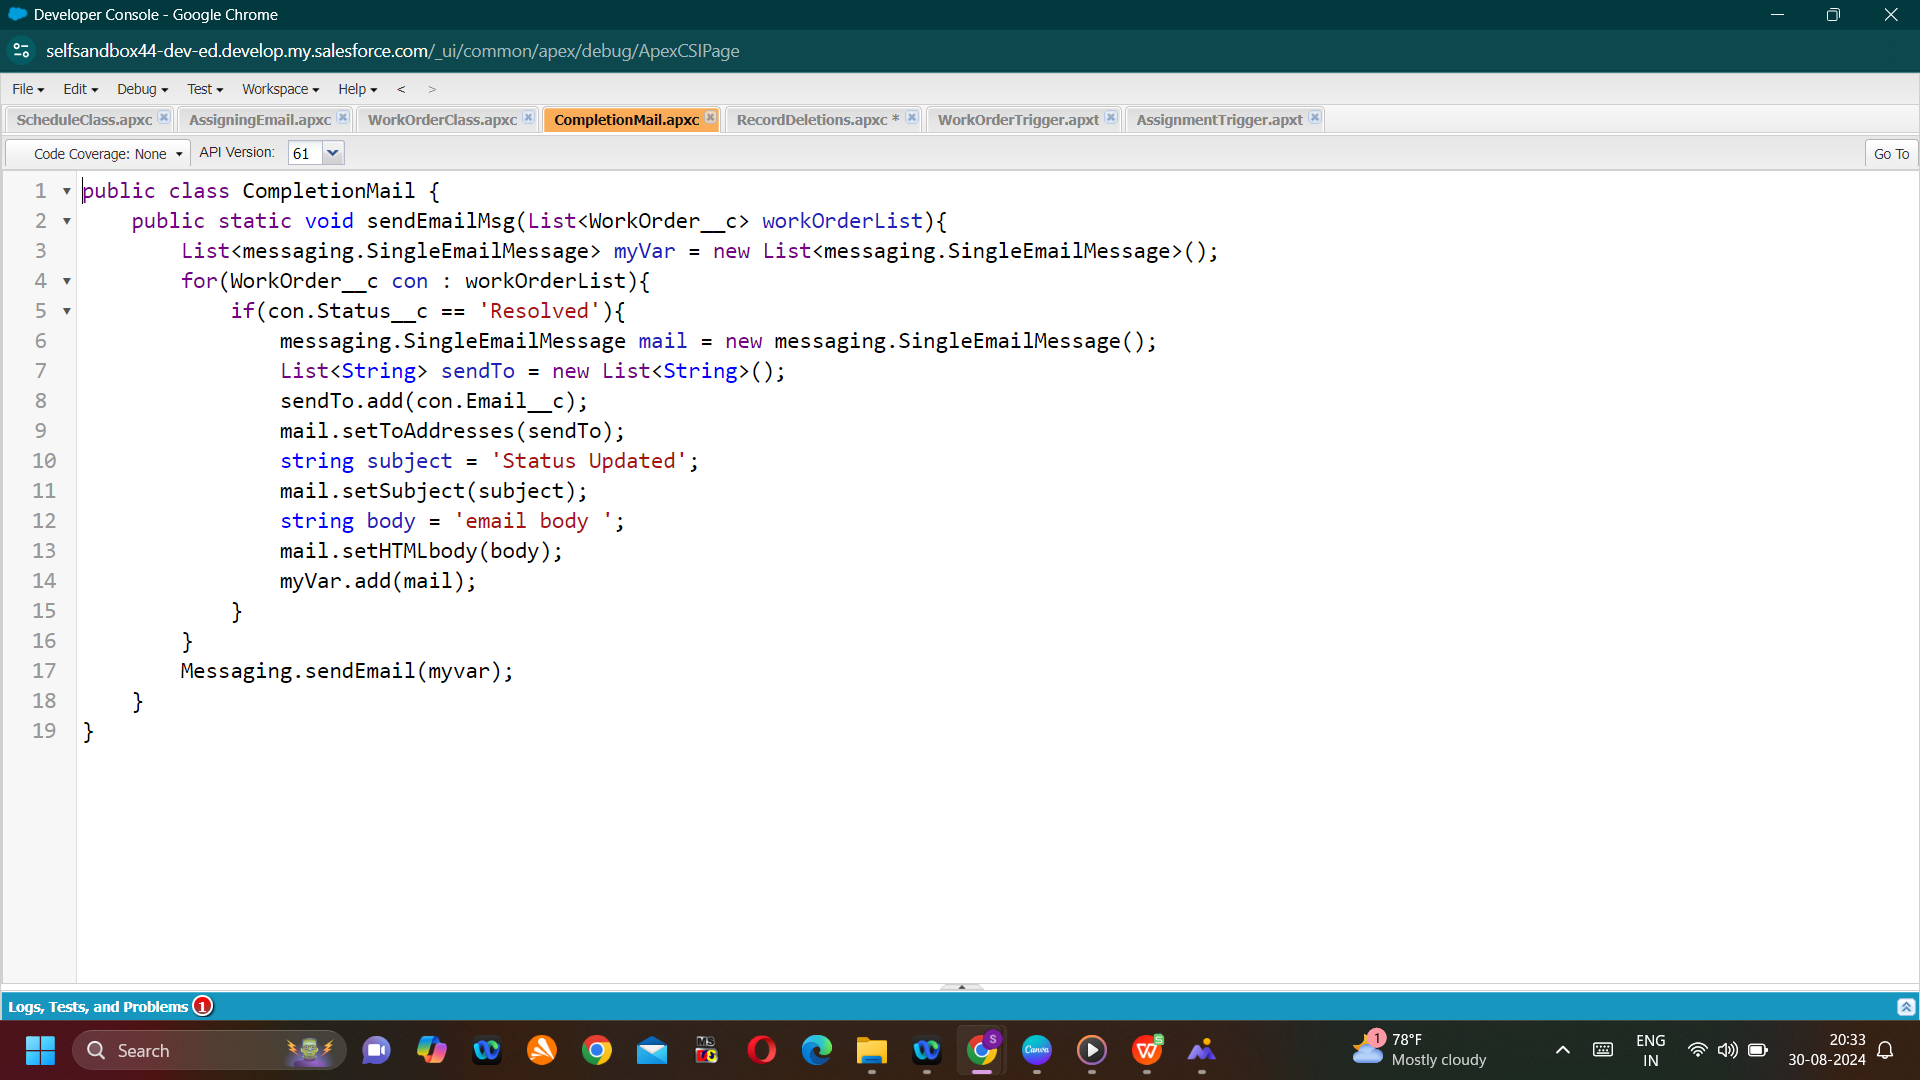 Developer Console - Google Chrome
selfsandbox44-dev-ed.develop.my.salesforce.com/_ui/common/apex/debug/ApexCSIPage
File Edit Debug Test Workspace Help < >
ScheduleClass.apxc AssigningEmail.apxc WorkOrderClass.apxc CompletionMail.apxc RecordDeletions.apxc * WorkOrderTrigger.apxt AssignmentTrigger.apxt
Code Coverage: None API Version: 61 Go To
1 public class CompletionMail {
2 public static void sendEmailMsg(List<WorkOrder__c> workOrderList){
3 List<messaging.SingleEmailMessage> myVar = new List<messaging.SingleEmailMessage>();
4 for(WorkOrder__c con : workOrderList){
5 if(con.Status__c == 'Resolved'){
6 messaging.SingleEmailMessage mail = new messaging.SingleEmailMessage();
7 List<String> sendTo = new List<String>();
8 sendTo.add(con.Email__c);
9 mail.setToAddresses(sendTo);
10 string subject = 'Status Updated';
11 mail.setSubject(subject);
12 string body = 'email body ';
13 mail.setHTMLbody(body);
14 myVar.add(mail);
15 }
16 }
17 Messaging.sendEmail(myvar);
18 }
19 }
Logs, Tests, and Problems 1
Search
MS
S
Canva
W S
1 78°F
Mostly cloudy
ENG
IN
20:33
30-08-2024